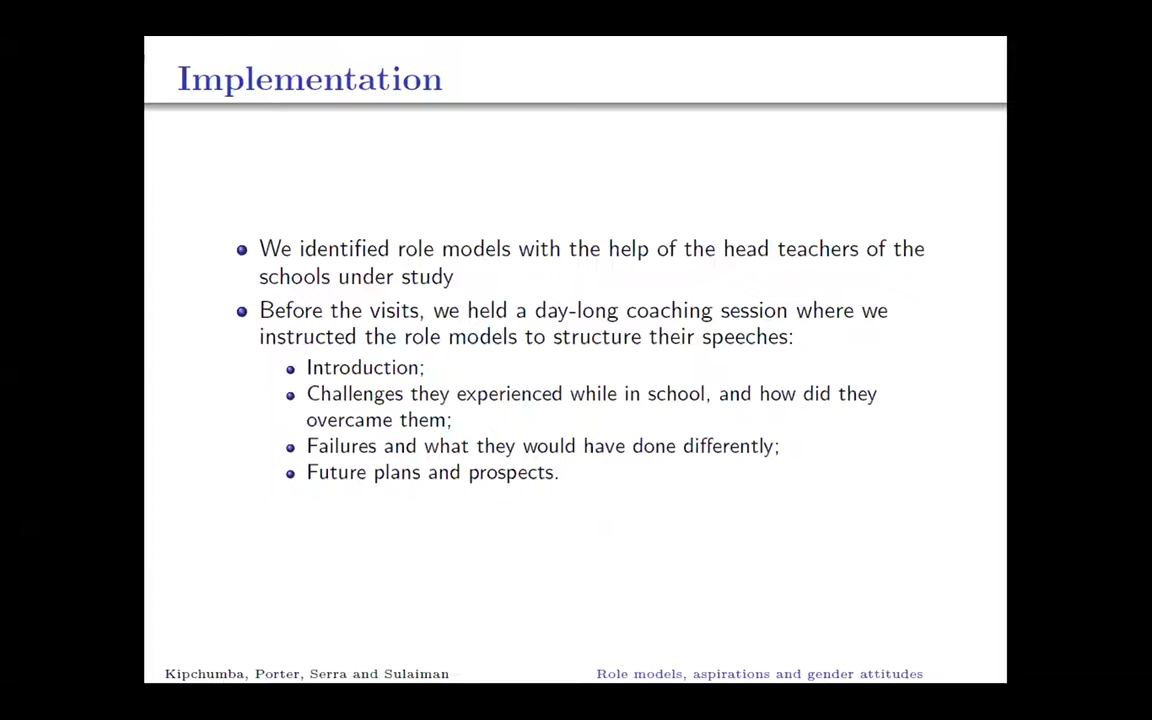 Implementation
We identified role models with the help of the head teachers of the
schools under study
Before the visits, we held a day-long coaching session where we
instructed the role models to structure their speeches:
Introduction;
Challenges they experienced while in school, and how did they
overcame them;
Failures and what they would have done differently;
Future plans and prospects.
Kipchumba, Porter, Serra and Sulaiman
Role models, aspirations and gender attitudes